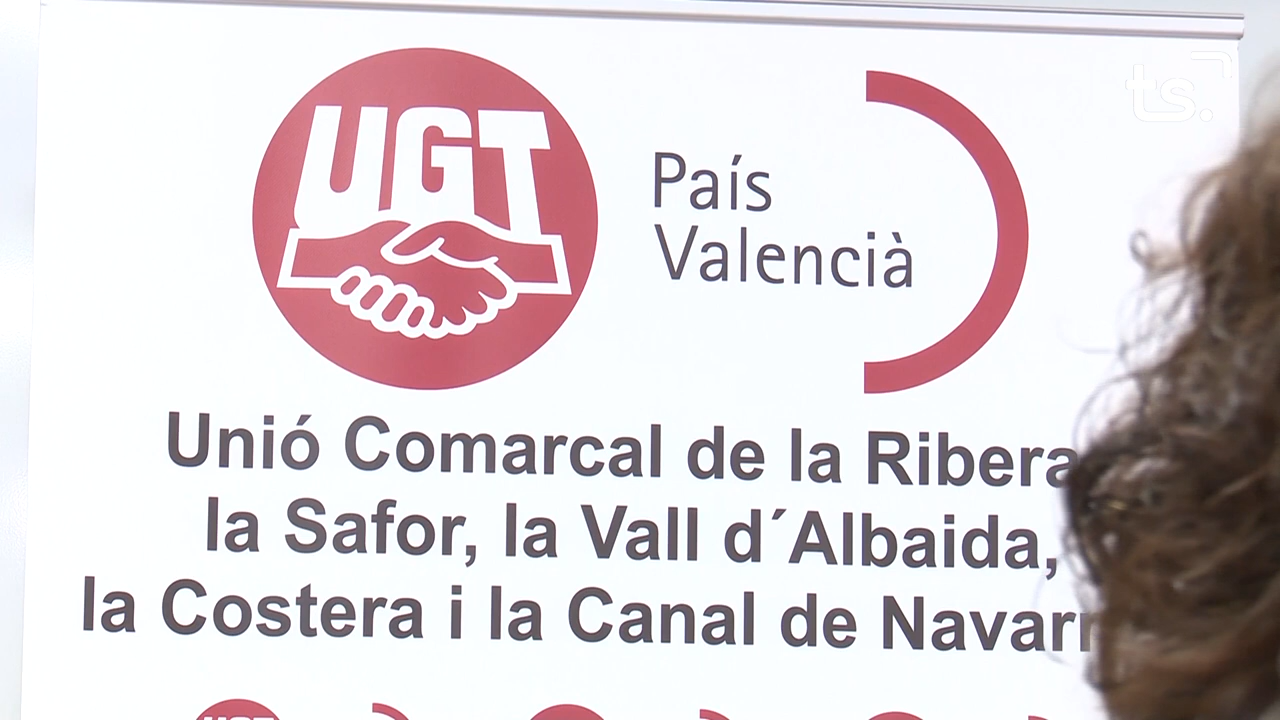 ts.
UGT
País
Valencià
Unió Comarcal de la Ribera
la Safor, la Vall d´Albaida,
la Costera i la Canal de
UGT